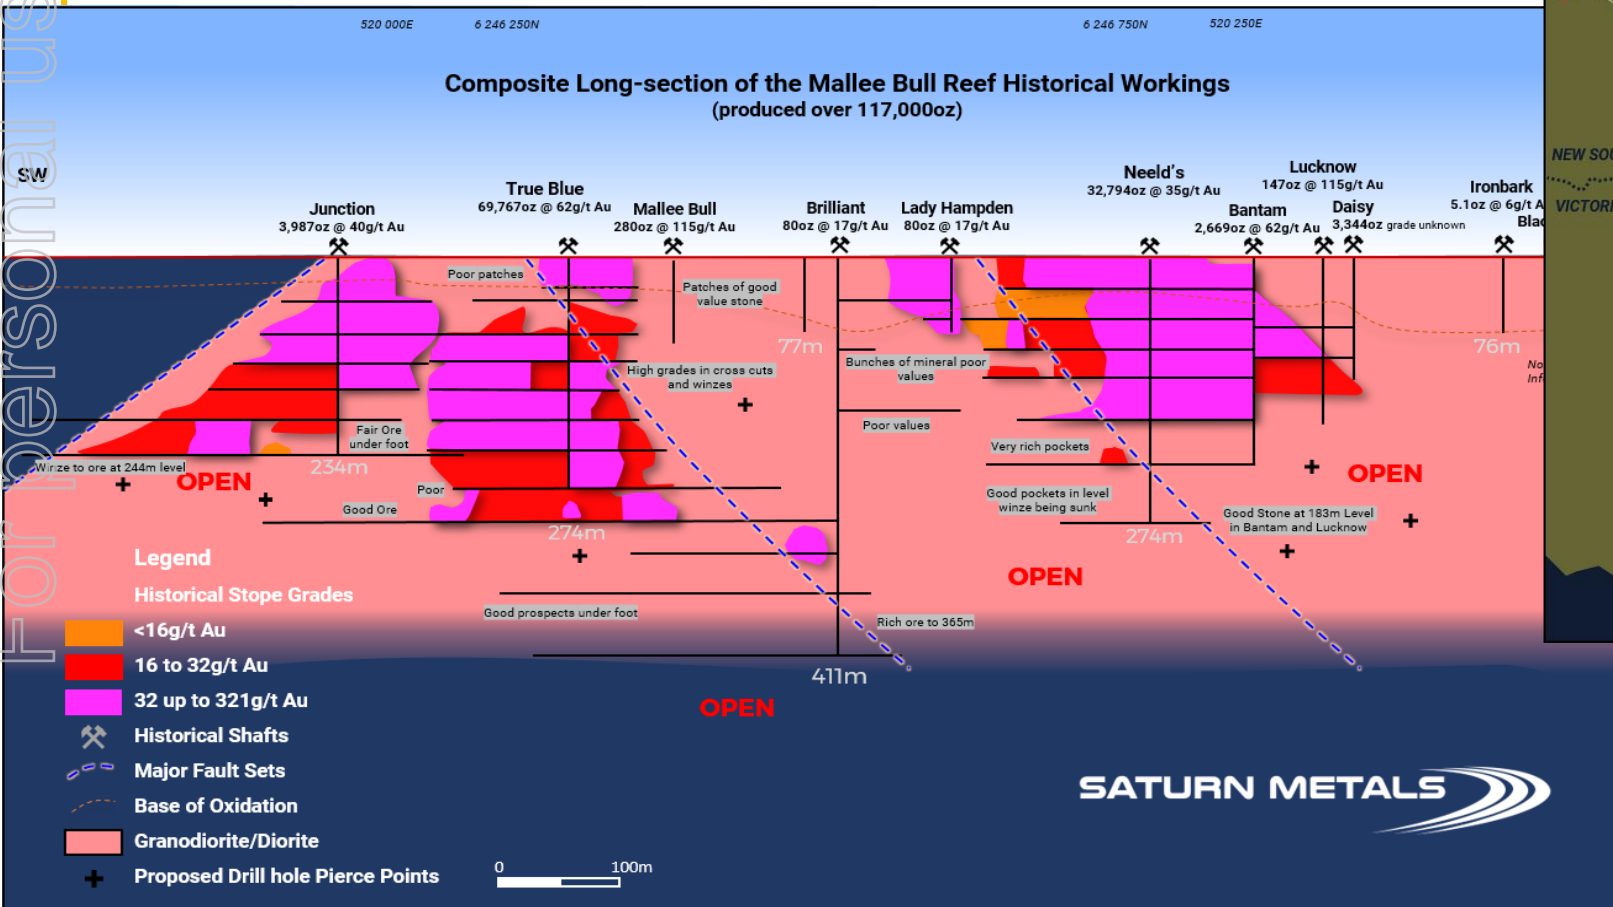 For personal us
520 000E
6 246 250N
6 246 750N
520 250E
Composite Long-section of the Mallee Bull Reef Historical Workings
(produced over 117,000oz)
SW
Junction
3,987oz @ 40g/t Au
True Blue
69,767oz @ 62g/t Au
Mallee Bull
280oz @ 115g/t Au
Brilliant
80oz @ 17g/t Au
Lady Hampden
80oz @ 17g/t Au
Neeld's
32,794oz @ 35g/t Au
Bantam
2,669oz @ 62g/t Au
Lucknow
147oz @ 115g/t Au
Daisy
3,344oz grade unknown
Ironbark
5.1oz @ 6g/t A
Blac
NEW SOU
VICTORI
Poor patches
Patches of good
value stone
77m
76m
High grades in cross cuts
and winzes
Bunches of mineral poor
values
No
Inf
Poor values
Fair Ore
under foot
Very rich pockets
Winze to ore at 244m level
OPEN
234m
OPEN
Poor
Good Ore
Good pockets in level
winze being sunk
Good Stone at 183m Level
in Bantam and Lucknow
274m
274m
OPEN
Good prospects under foot
Rich ore to 365m
411m
OPEN
Legend
Historical Stope Grades
<16g/t Au
16 to 32g/t Au
32 up to 321g/t Au
Historical Shafts
Major Fault Sets
Base of Oxidation
Granodiorite/Diorite
Proposed Drill hole Pierce Points
0 100m
SATURN METALS